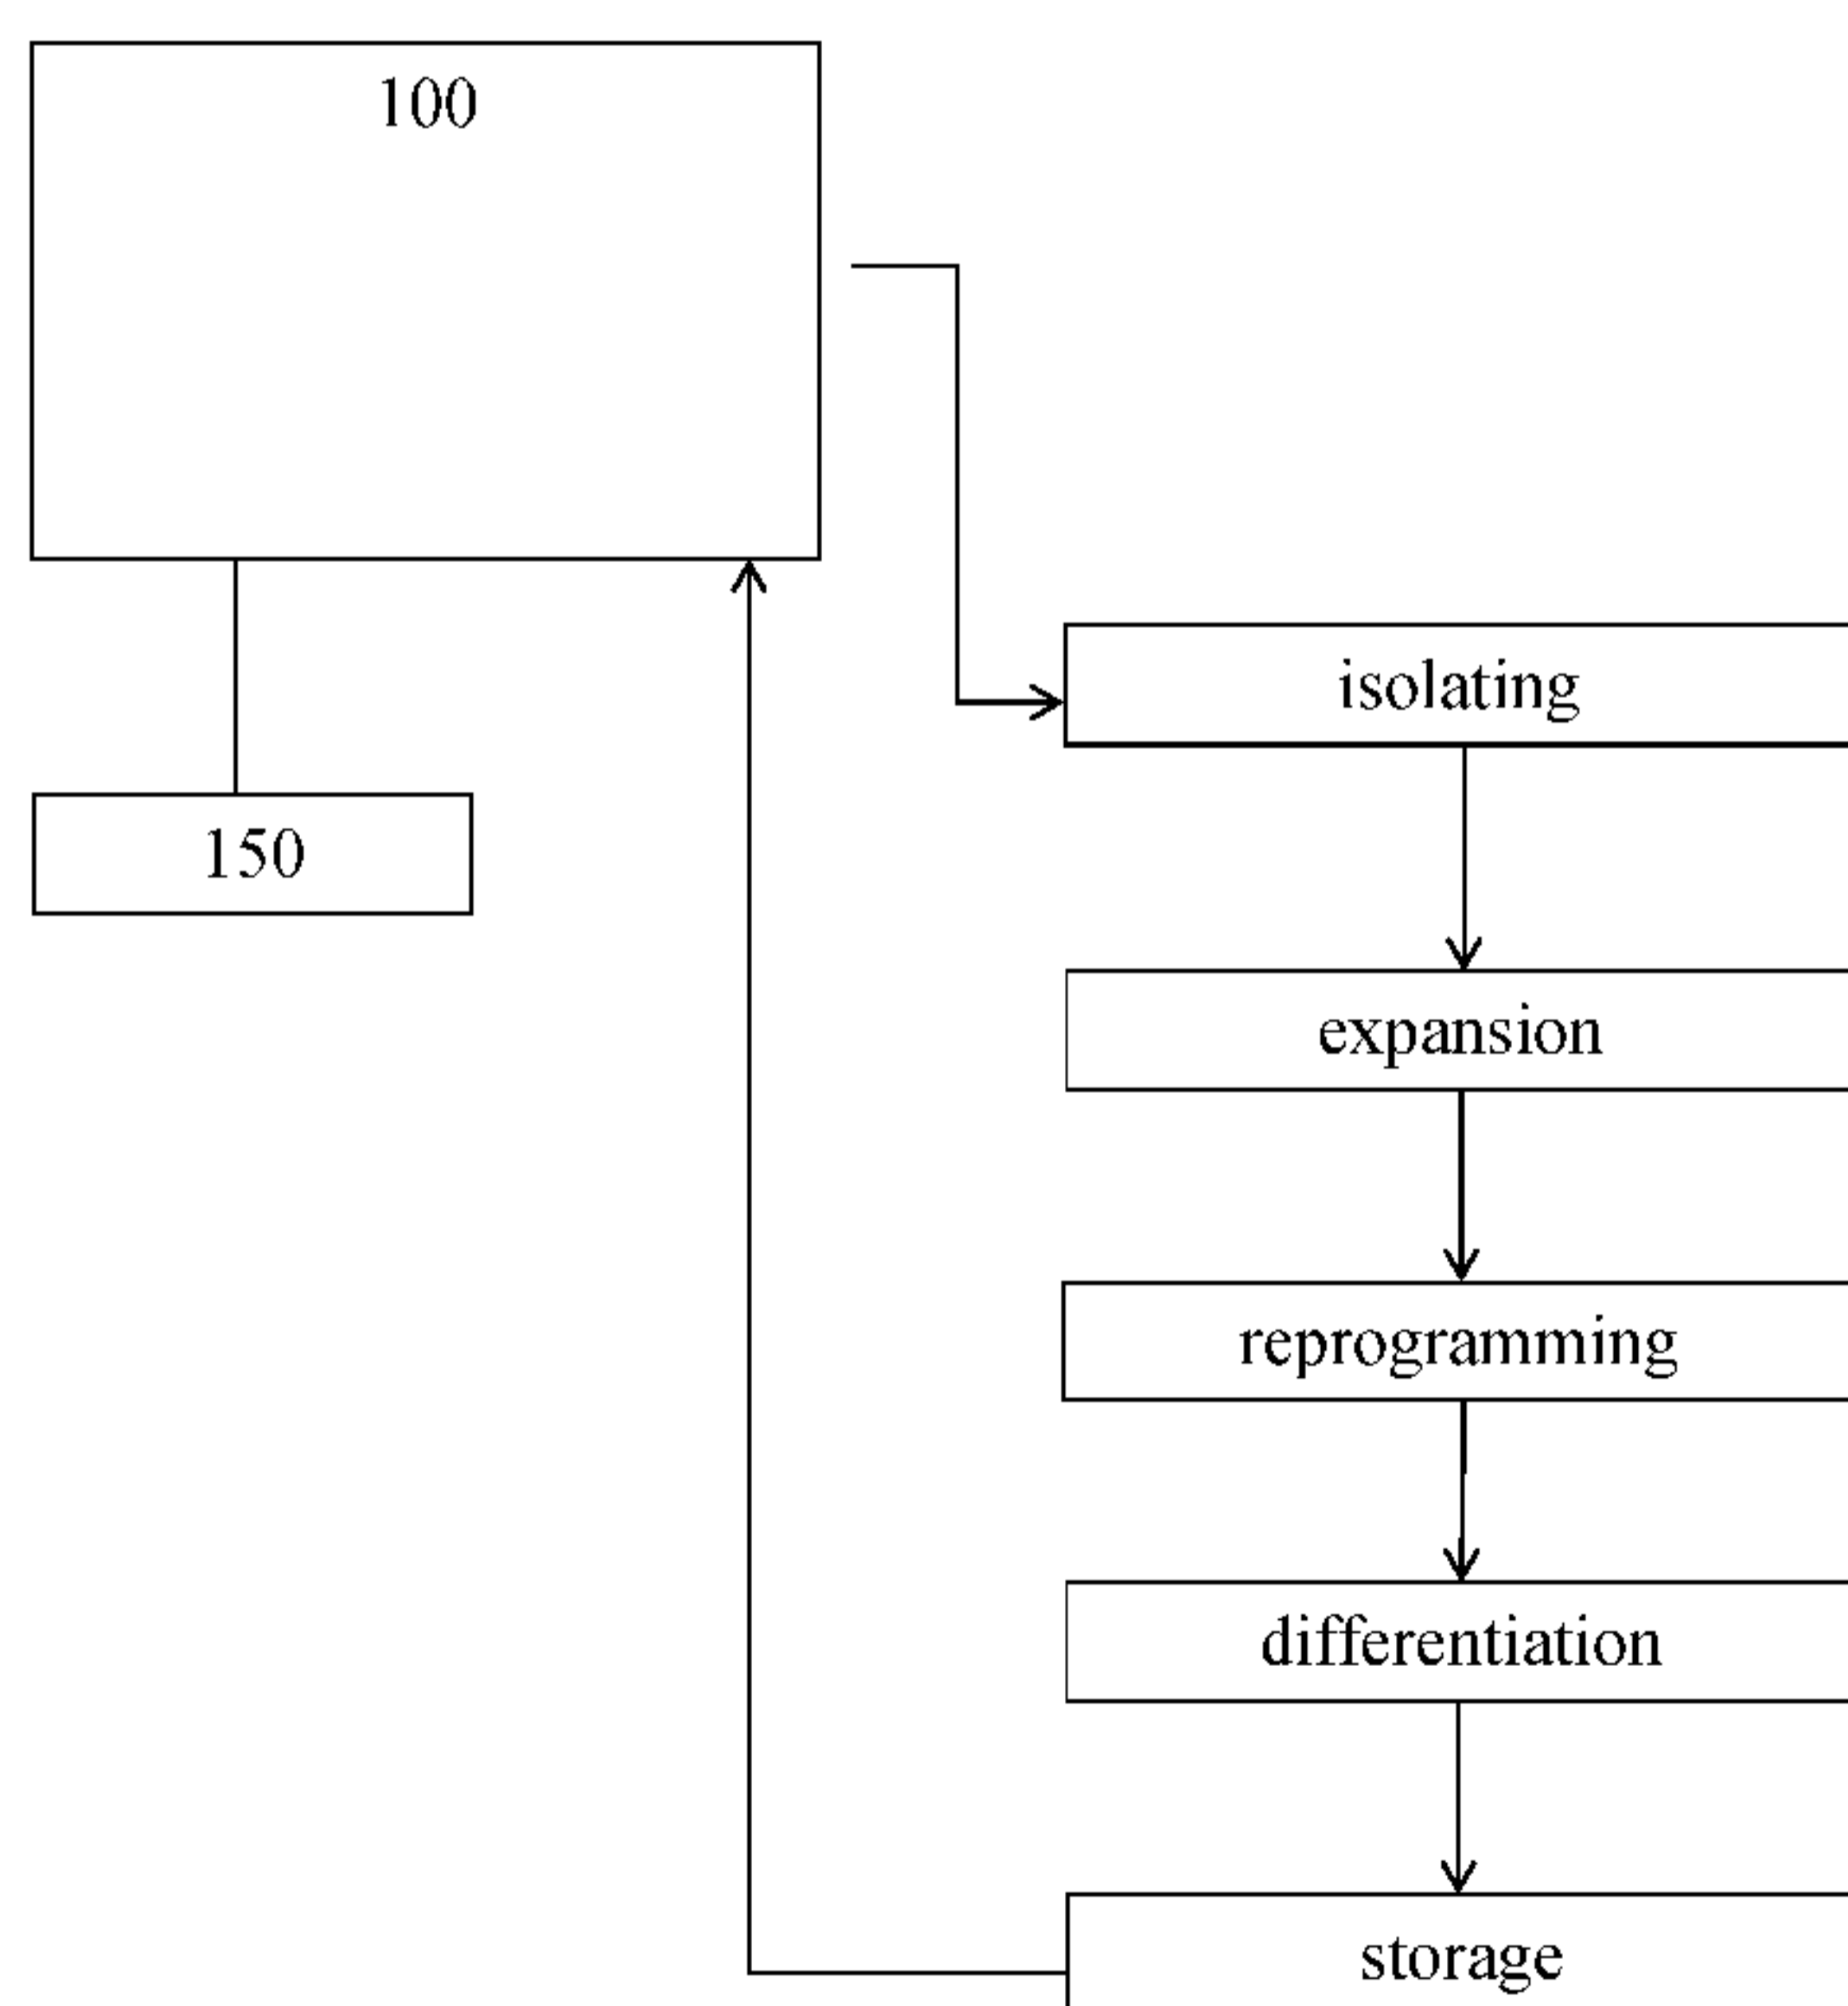 100
isolating
150
expansion
reprogramming
differentiation
storage